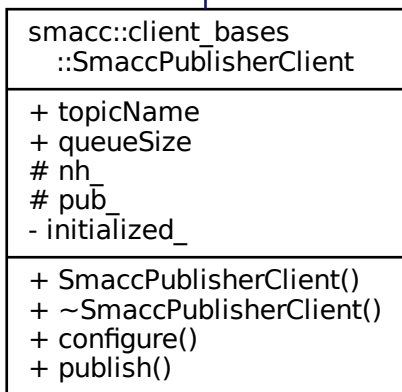 smacc::client_bases
::SmaccPublisherClient
+ topicName
+ queueSize
# nh_
# pub_
- initialized_
+ SmaccPublisherClient()
+ ~SmaccPublisherClient()
+ configure()
+ publish()